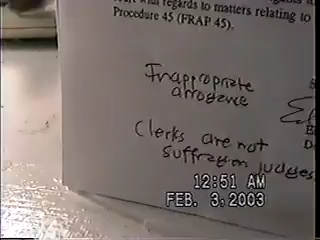 with regards to matters relating to
Procedure 45 (FRAP 45).
Inappropriate
arrogance
Clerks are not
suffragen judges
12:51 AM
FEB. 3, 2003